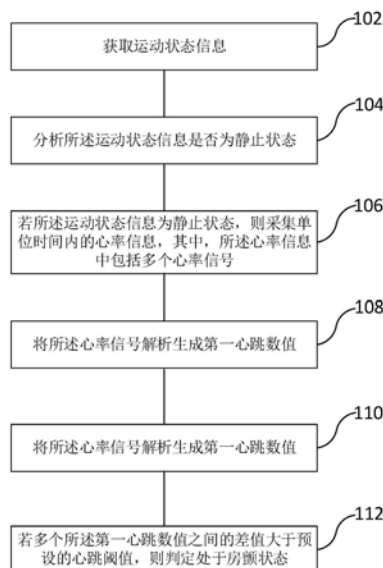 获取运动状态信息
102
分析所述运动状态信息是否为静止状态
104
若所述运动状态信息为静止状态，则采集单
位时间内的心率信息，其中，所述心率信息
中包括多个心率信号
106
将所述心率信号解析生成第一心跳数值
108
将所述心率信号解析生成第一心跳数值
110
若多个所述第一心跳数值之间的差值大于预
设的心跳阈值，则判定处于房颤状态
112